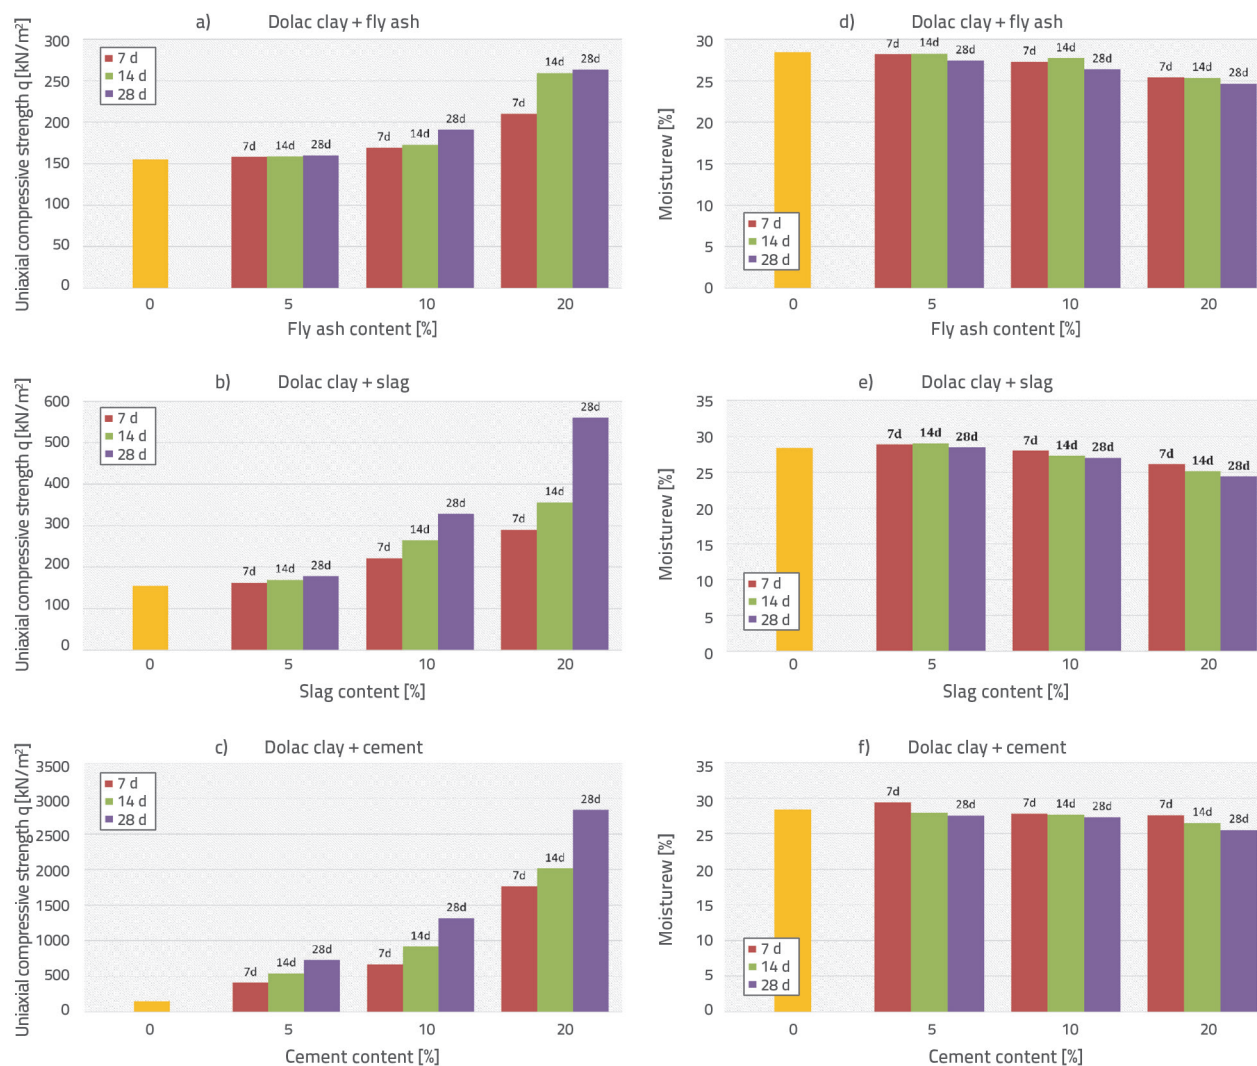 a) Dolac clay + fly ash
Uniaxial compressive strength q [kN/m²]
300
250
200
150
100
50
0
7 d
14 d
28 d
7d 14d 28d
7d 14d 28d
7d 14d 28d
0 5 10 20
Fly ash content [%]
d) Dolac clay + fly ash
Moisturew [%]
30
25
20
15
10
5
0
7 d
14 d
28 d
7d 14d 28d
7d 14d 28d
7d 14d 28d
0 5 10 20
Fly ash content [%]
b) Dolac clay + slag
Uniaxial compressive strength q [kN/m²]
600
500
400
300
200
100
0
7 d
14 d
28 d
7d 14d 28d
7d 14d 28d
7d 14d 28d
0 5 10 20
Slag content [%]
e) Dolac clay + slag
Moisturew [%]
35
30
25
20
15
10
5
0
7 d
14 d
28 d
7d 14d 28d
7d 14d 28d
7d 14d 28d
0 5 10 20
Slag content [%]
c) Dolac clay + cement
Uniaxial compressive strength q [kN/m²]
3500
3000
2500
2000
1500
1000
500
0
7 d
14 d
28 d
7d 14d 28d
7d 14d 28d
7d 14d 28d
0 5 10 20
Cement content [%]
f) Dolac clay + cement
Moisturew [%]
35
30
25
20
15
10
5
0
7 d
14 d
28 d
7d 28d
7d 14d 28d
7d 14d 28d
0 5 10 20
Cement content [%]